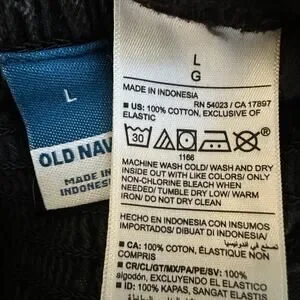 L
OLD NAV
MADE IN
INDONES
L
G
MADE IN INDONESIA
RN 54023 / CA 17897
■ US: 100% COTTON, EXCLUSIVE OF
ELASTIC
30
1166
MACHINE WASH COLD/ WASH AND DRY
INSIDE OUT WITH LIKE COLORS/ ONLY
NON-CHLORINE BLEACH WHEN
NEEDED/ TUMBLE DRY LOW/ WARM
IRON/ DO NOT DRY CLEAN
HECHO EN INDONESIA CON INSUMOS
IMPORTADOS/ DIBUAT DI INDONESIA/
صنع في اندونيسيا
■ CA: 100% COTON, ÉLASTIQUE NON
COMPRIS
■ CR/CL/GT/MX/PA/PE/SV: 100%
algodón, EXCLUYENDO EL ELASTICO
■ ID: 100% KAPAS, SANGAT ELASTIS